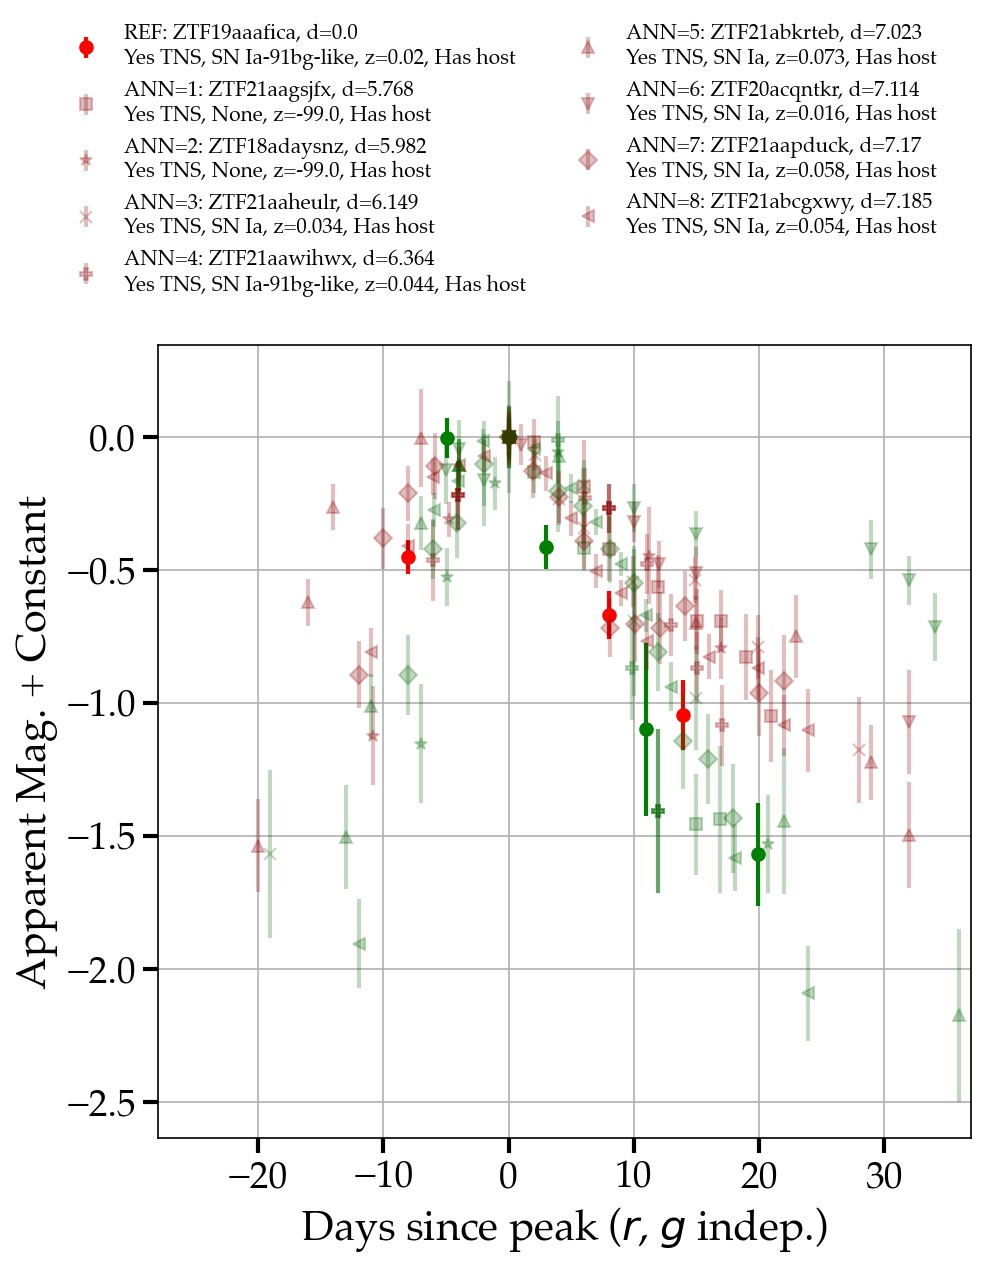 REF: ZTF19aaafica, d=0.0
Yes TNS, SN Ia-91bg-like, z=0.02, Has host
ANN=1: ZTF21aagsjfx, d=5.768
Yes TNS, None, z=-99.0, Has host
ANN=2: ZTF18adaysnz, d=5.982
Yes TNS, None, z=-99.0, Has host
ANN=3: ZTF21aaheulr, d=6.149
Yes TNS, SN Ia, z=0.034, Has host
ANN=4: ZTF21aawihwx, d=6.364
Yes TNS, SN Ia-91bg-like, z=0.044, Has host
ANN=5: ZTF21abkrteb, d=7.023
Yes TNS, SN Ia, z=0.073, Has host
ANN=6: ZTF20acqntkr, d=7.114
Yes TNS, SN Ia, z=0.016, Has host
ANN=7: ZTF21aapduck, d=7.17
Yes TNS, SN Ia, z=0.058, Has host
ANN=8: ZTF21abcgxwy, d=7.185
Yes TNS, SN Ia, z=0.054, Has host
Apparent Mag. + Constant
0.0
−0.5
−1.0
−1.5
−2.0
−2.5
−20 −10 0 10 20 30
Days since peak (r, g indep.)